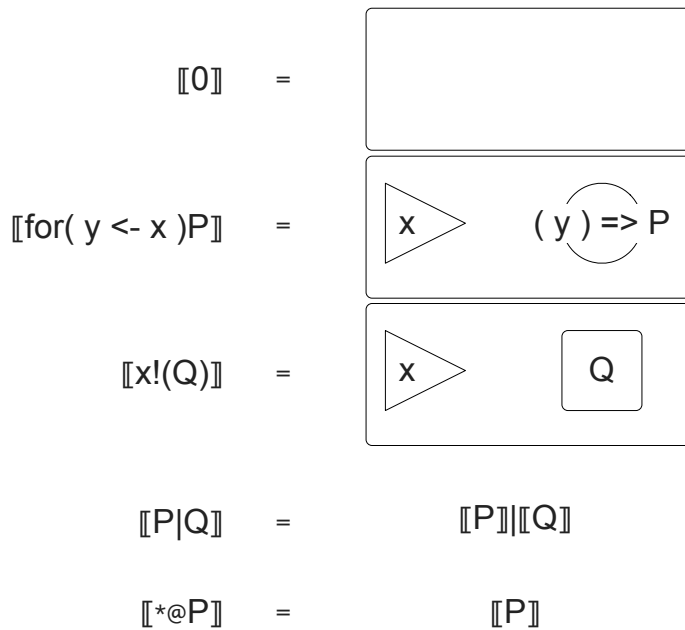 ⟦0⟧ =
⟦for( y <- x )P⟧ = x ( y ) => P
⟦x!(Q)⟧ = x Q
⟦P|Q⟧ = ⟦P⟧|⟦Q⟧
⟦*@P⟧ = ⟦P⟧